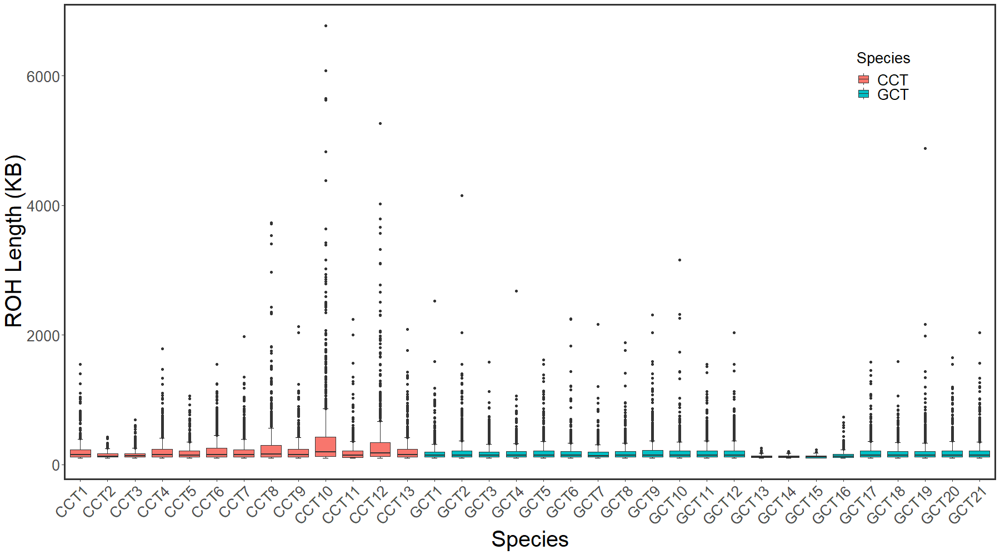 ROH Length (KB)
6000
4000
2000
0
Species
CCT
GCT
CCT1
CCT2
CCT3
CCT4
CCT5
CCT6
CCT7
CCT8
CCT9
CCT10
CCT11
CCT12
CCT13
GCT1
GCT2
GCT3
GCT4
GCT5
GCT6
GCT7
GCT8
GCT9
GCT10
GCT11
GCT12
GCT13
GCT14
GCT15
GCT16
GCT17
GCT18
GCT19
GCT20
GCT21
Species